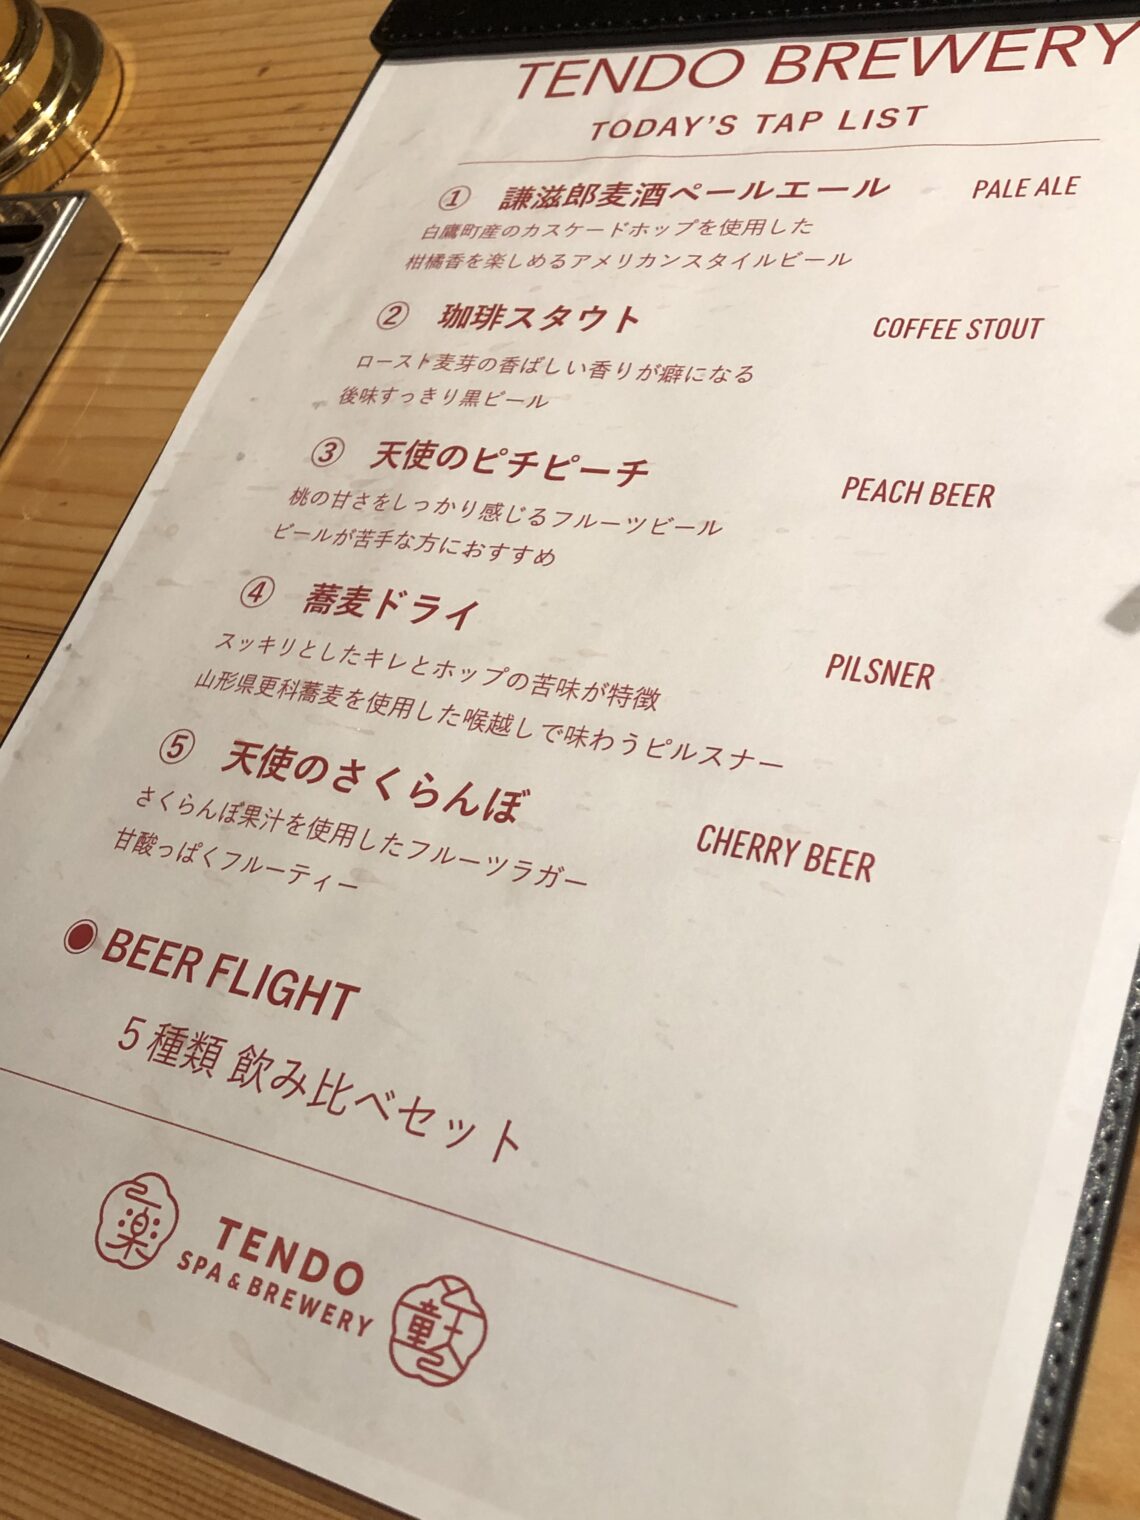 TENDO BREWERY
TODAY'S TAP LIST
① 謙滋郎麦酒ペールエール PALE ALE
白鷹町産のカスケードホップを使用した
柑橘香を楽しめるアメリカンスタイルビール
② 珈琲スタウト COFFEE STOUT
ロースト麦芽の香ばしい香りが癖になる
後味すっきり黒ビール
③ 天使のピチピーチ PEACH BEER
桃の甘さをしっかり感じるフルーツビール
ビールが苦手な方におすすめ
④ 蕎麦ドライ PILSNER
スッキリとしたキレとホップの苦味が特徴
山形県更科蕎麦を使用した喉越しで味わうピルスナー
⑤ 天使のさくらんぼ CHERRY BEER
さくらんぼ果汁を使用したフルーツラガー
甘酸っぱくフルーティー
BEER FLIGHT
5種類 飲み比べセット
楽
TENDO
SPA & BREWERY